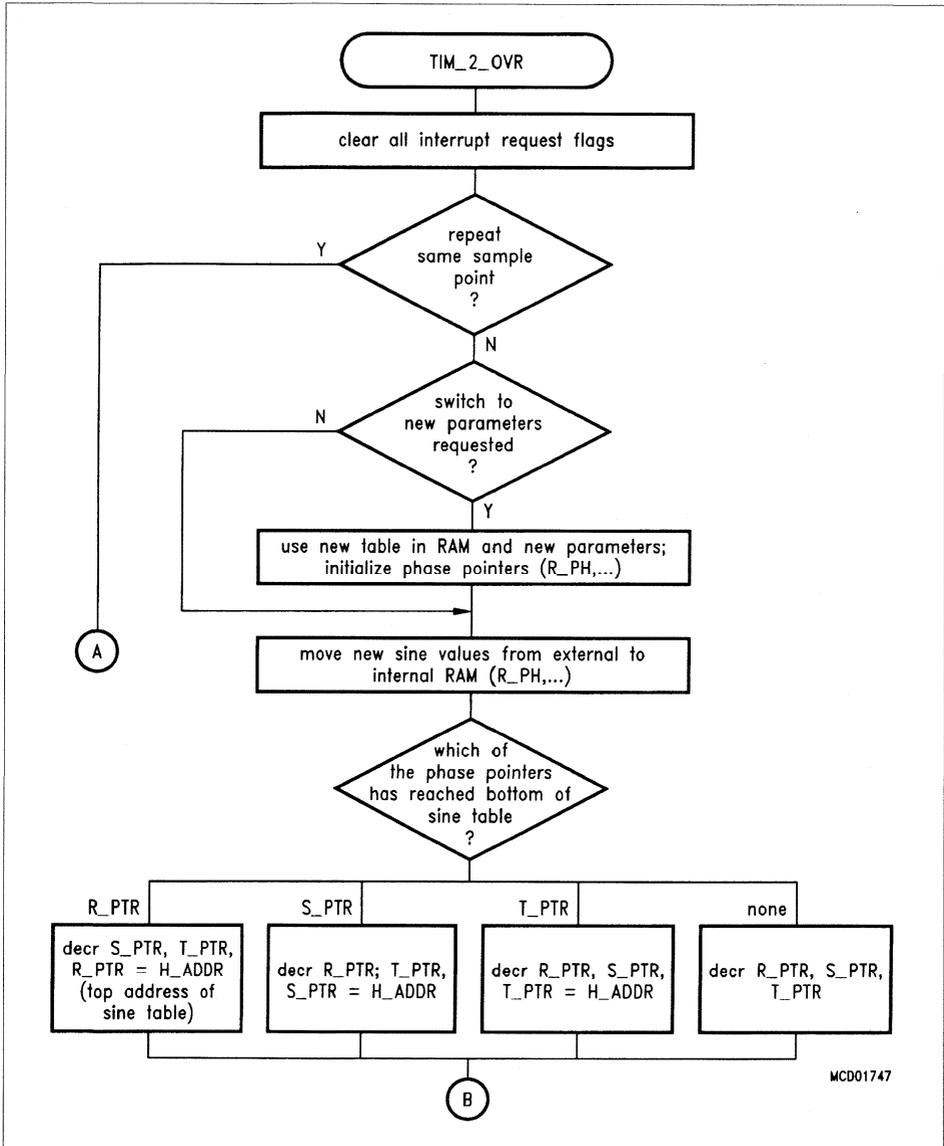 TIM_2_OVR
clear all interrupt request flags
repeat
same sample
point
?
Y
N
switch to
new parameters
requested
?
N
Y
use new table in RAM and new parameters;
initialize phase pointers (R_PH,...)
A
move new sine values from external to
internal RAM (R_PH,...)
which of
the phase pointers
has reached bottom of
sine table
?
R_PTR
decr S_PTR, T_PTR,
R_PTR = H_ADDR
(top address of
sine table)
S_PTR
decr R_PTR; T_PTR,
S_PTR = H_ADDR
T_PTR
decr R_PTR, S_PTR,
T_PTR = H_ADDR
none
decr R_PTR, S_PTR,
T_PTR
MCD01747
B